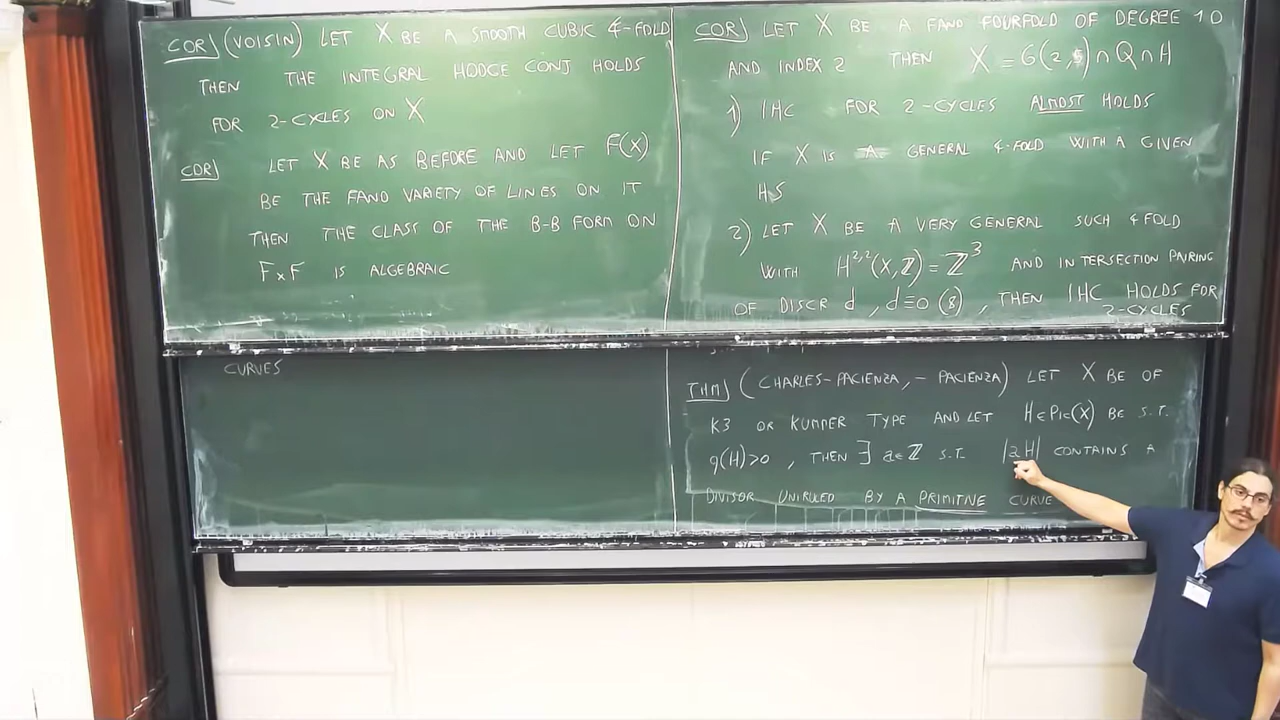 COR) (VOISIN) LET X BE A SMOOTH CUBIC 4-FOLD
THEN THE INTEGRAL HODGE CONJ HOLDS
FOR 2-CYCLES ON X
COR) LET X BE AS BEFORE AND LET F(X)
BE THE FANO VARIETY OF LINES ON IT
THEN THE CLASS OF THE B-B FORM ON
F×F IS ALGEBRAIC
COR) LET X BE A FANO FOURFOLD OF DEGREE 10
AND INDEX 2 THEN X = G(2,5)∩Q∩H
1) IHC FOR 2-CYCLES ALMOST HOLDS
IF X IS A GENERAL 4-FOLD WITH A GIVEN
HS
2) LET X BE A VERY GENERAL SUCH 4 FOLD
WITH H^{2,2}(X,ℤ) = ℤ^3 AND INTERSECTION PAIRING
OF DISCR d, d≡0 (8), THEN IHC HOLDS FOR
2-CYCLES
CURVES
THM) (CHARLES-PACIENZA, – PACIENZA) LET X BE OF
K3 OR KUMMER TYPE AND LET H∈Pic(X) BE S.T.
q(H)>0, THEN ∃ a∈ℤ S.T. |aH| CONTAINS A
DIVISOR UNIRULED BY A PRIMITIVE CURVE